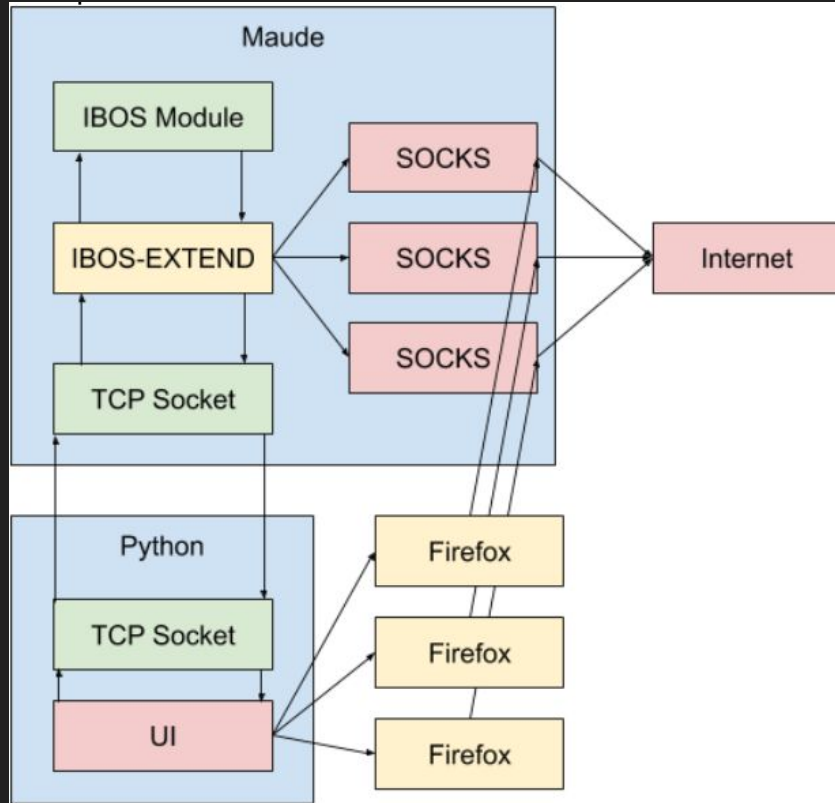 Maude
IBOS Module
SOCKS
IBOS-EXTEND
SOCKS
Internet
SOCKS
TCP Socket
Python
Firefox
TCP Socket
Firefox
UI
Firefox